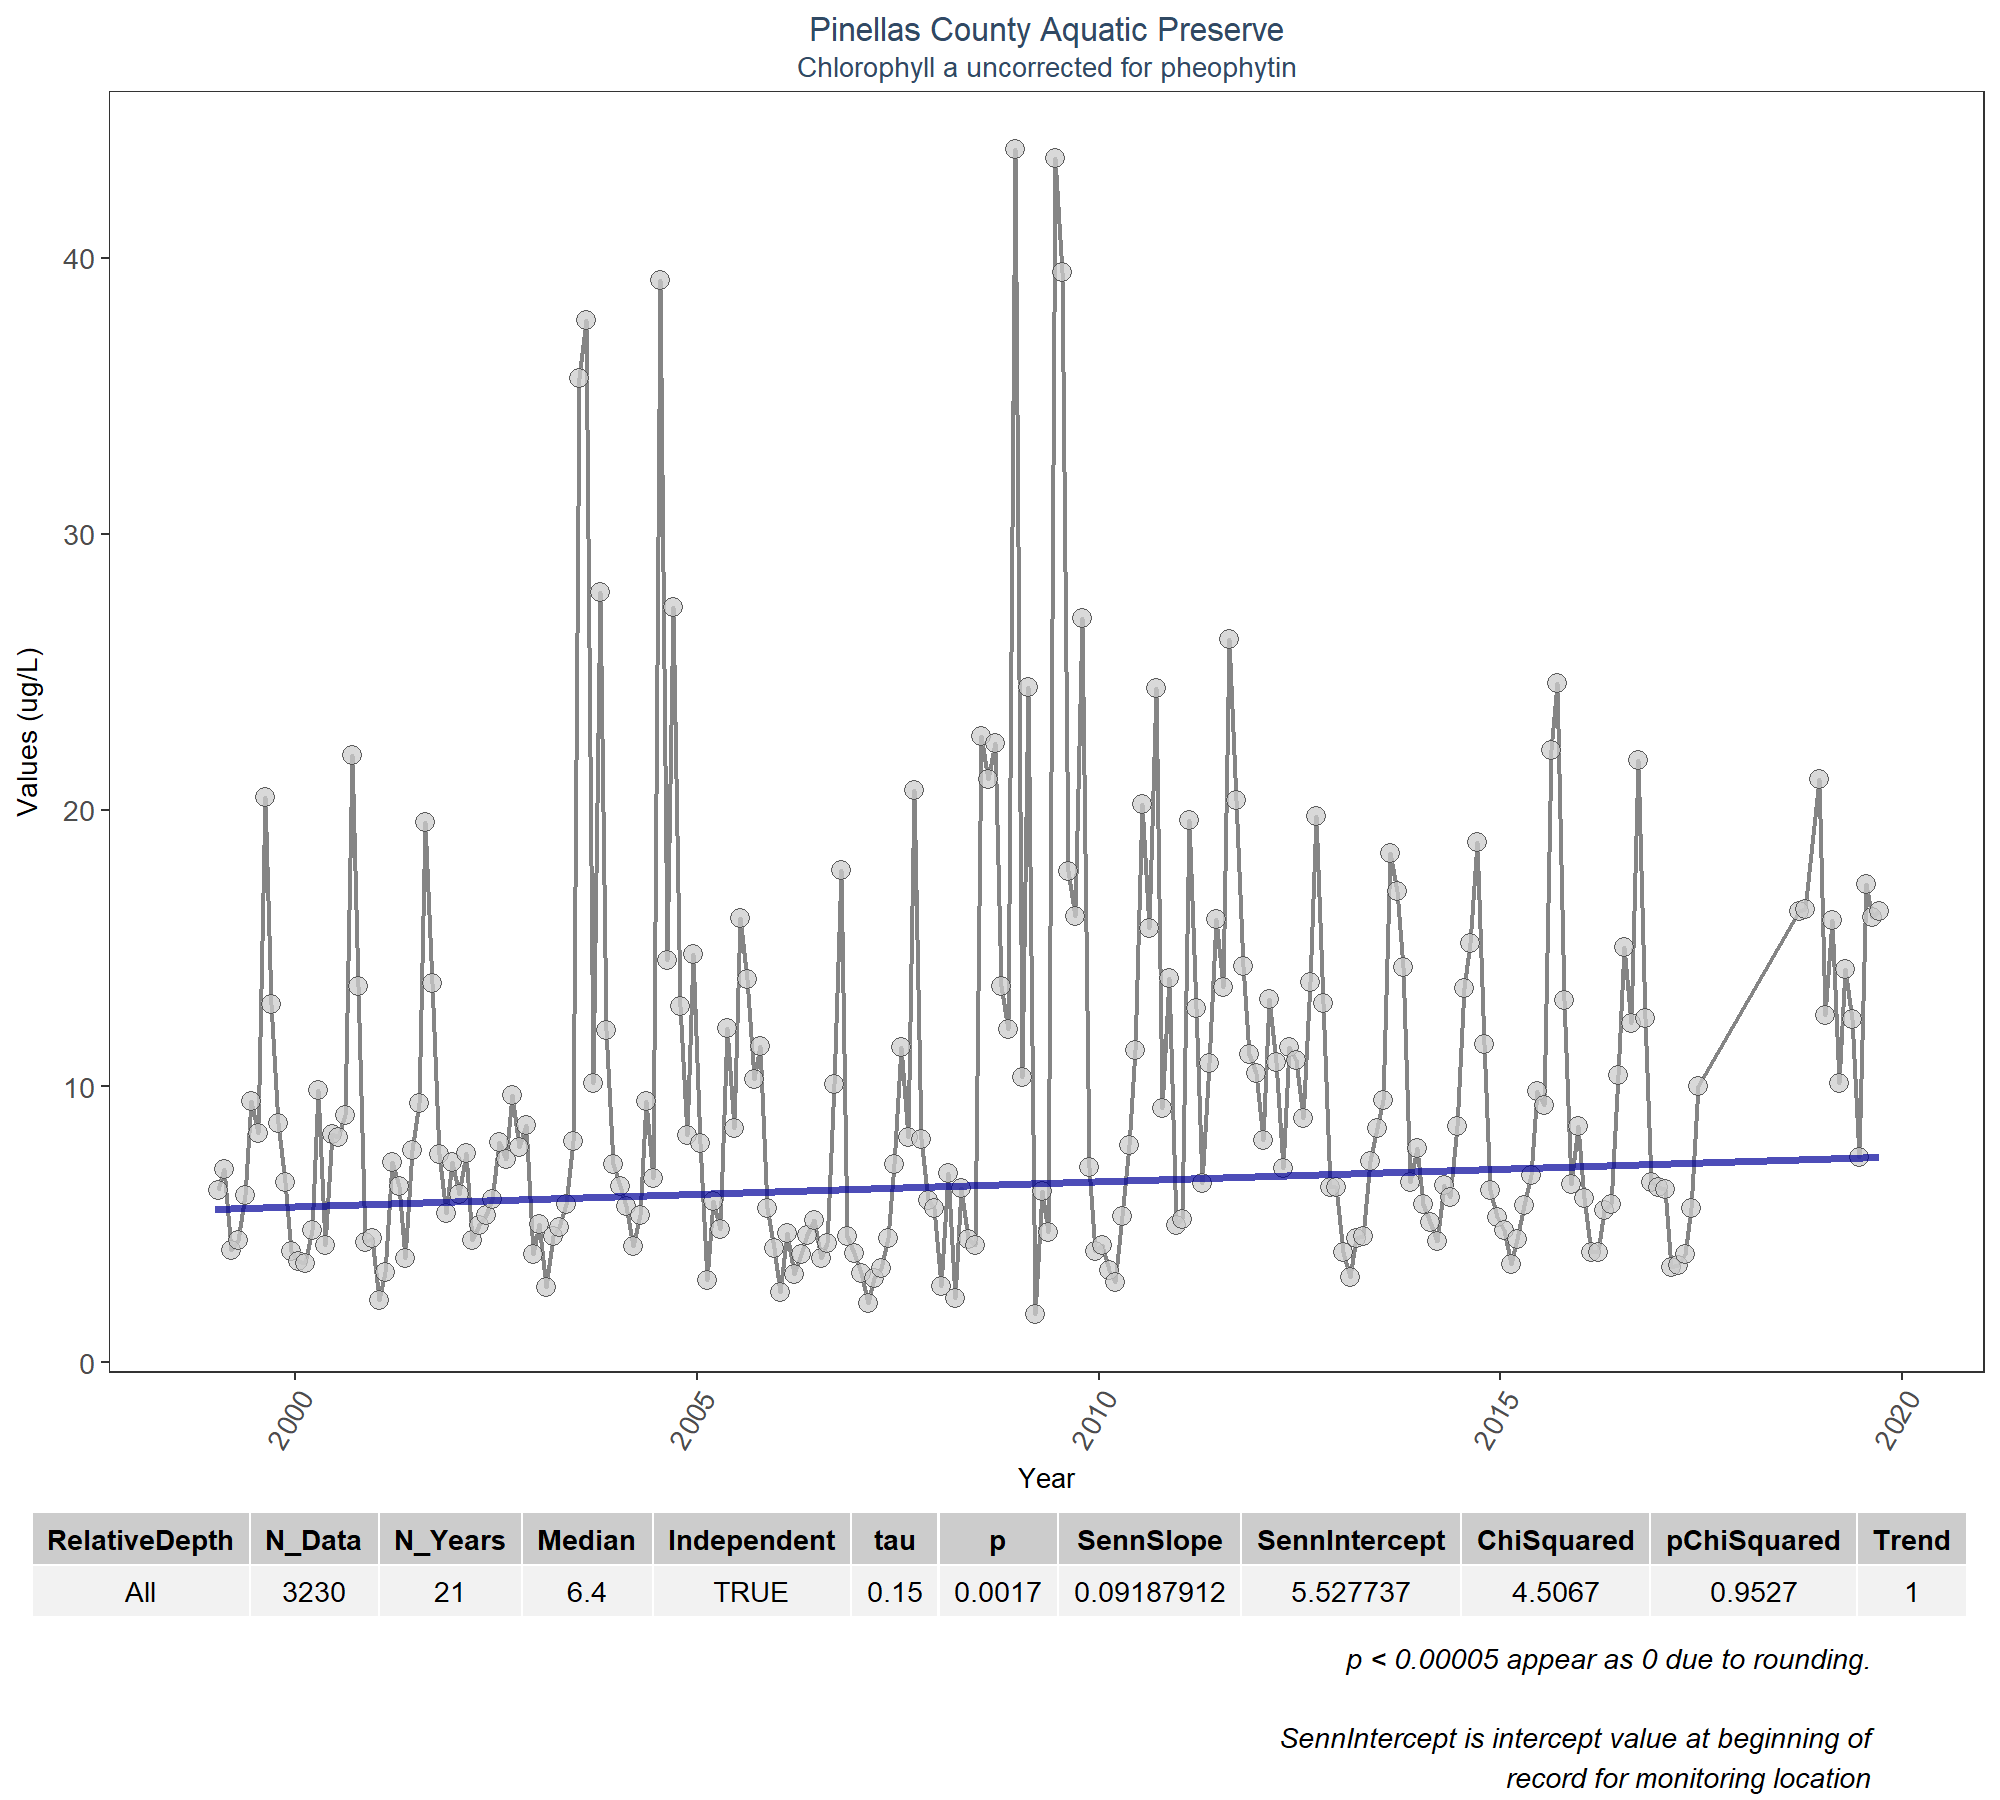 Pinellas County Aquatic Preserve
Chlorophyll a uncorrected for pheophytin
Values (ug/L)
40
30
20
10
0
2000 2005 2010 2015 2020
Year
RelativeDepth N_Data N_Years Median Independent tau p SennSlope SennIntercept ChiSquared pChiSquared Trend
All 3230 21 6.4 TRUE 0.15 0.0017 0.09187912 5.527737 4.5067 0.9527 1
p < 0.00005 appear as 0 due to rounding.
SennIntercept is intercept value at beginning of
record for monitoring location